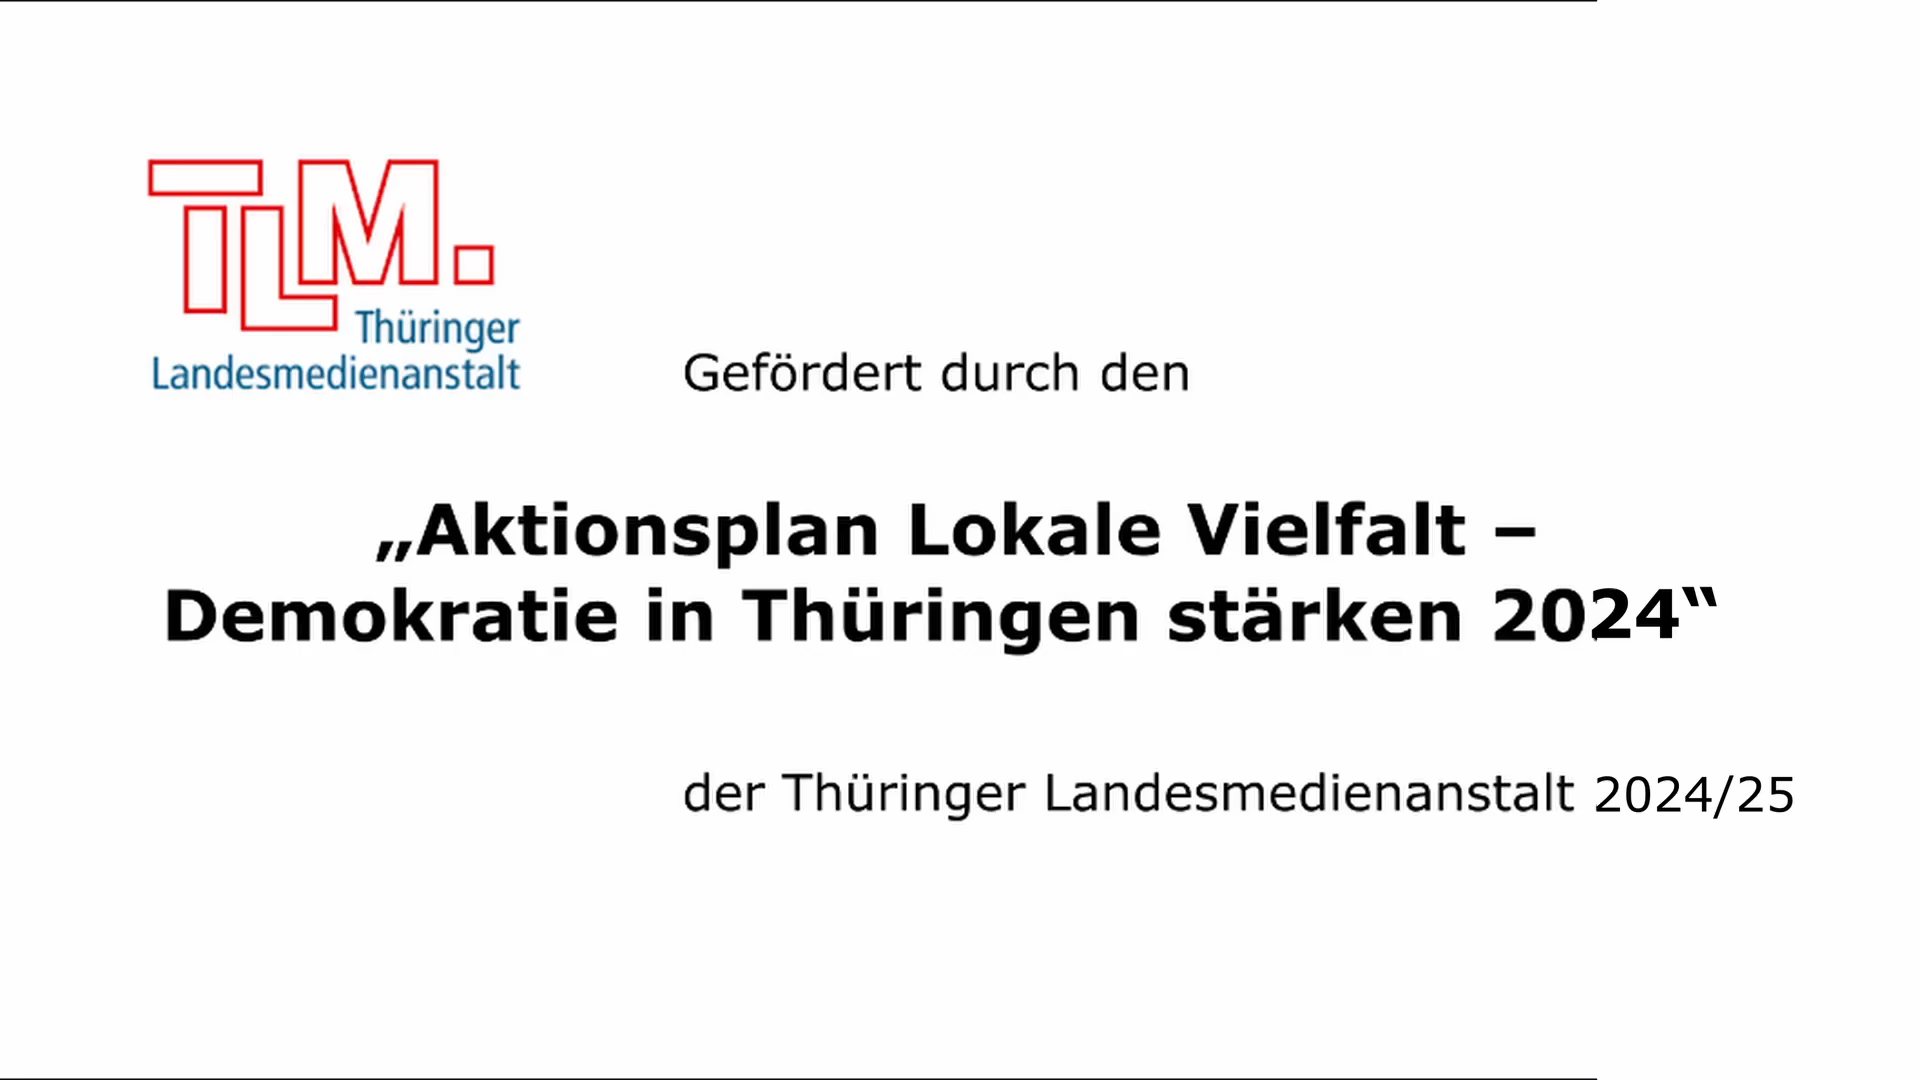 TLM.
Thüringer
Landesmedienanstalt
Gefördert durch den
„Aktionsplan Lokale Vielfalt –
Demokratie in Thüringen stärken 2024“
der Thüringer Landesmedienanstalt 2024/25